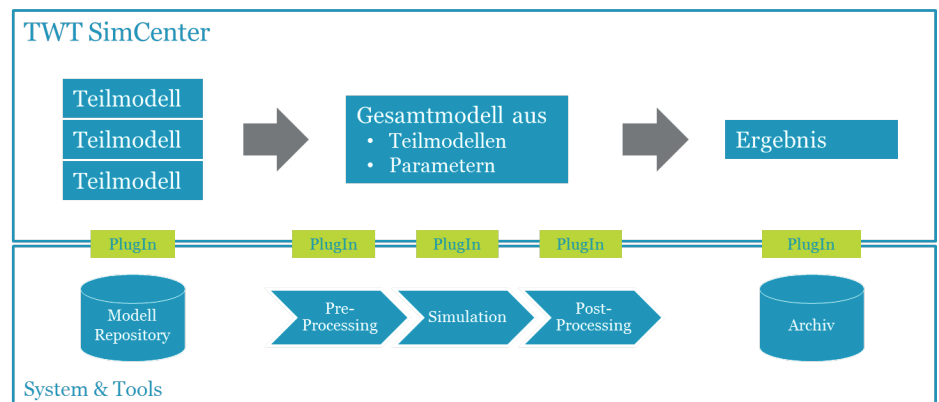 TWT SimCenter
Teilmodell
Teilmodell
Teilmodell
Gesamtmodell aus
• Teilmodellen
• Parametern
Ergebnis
PlugIn
PlugIn
PlugIn
PlugIn
PlugIn
Modell
Repository
Pre-
Processing
Simulation
Post-
Processing
Archiv
System & Tools